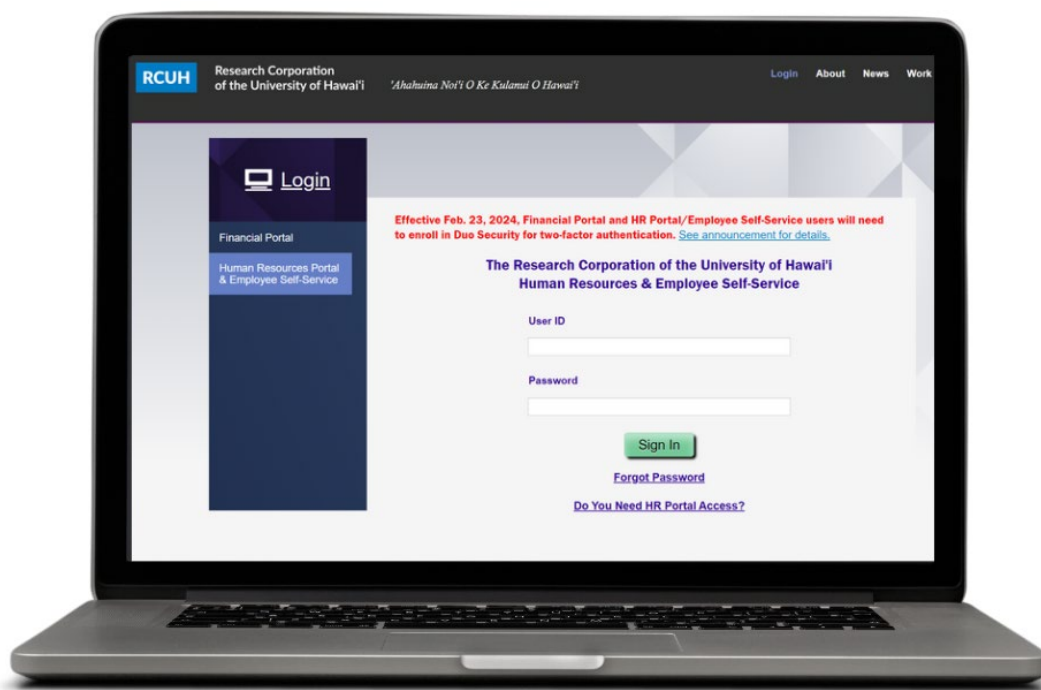 RCUH
Research Corporation
of the University of Hawai'i
'Ahahuina Noi'i O Ke Kulanui O Hawai'i
Login
About
News
Work
Login
Financial Portal
Human Resources Portal
& Employee Self-Service
Effective Feb. 23, 2024, Financial Portal and HR Portal/Employee Self-Service users will need
to enroll in Duo Security for two-factor authentication. See announcement for details.
The Research Corporation of the University of Hawai'i
Human Resources & Employee Self-Service
User ID
Password
Sign In
Forgot Password
Do You Need HR Portal Access?